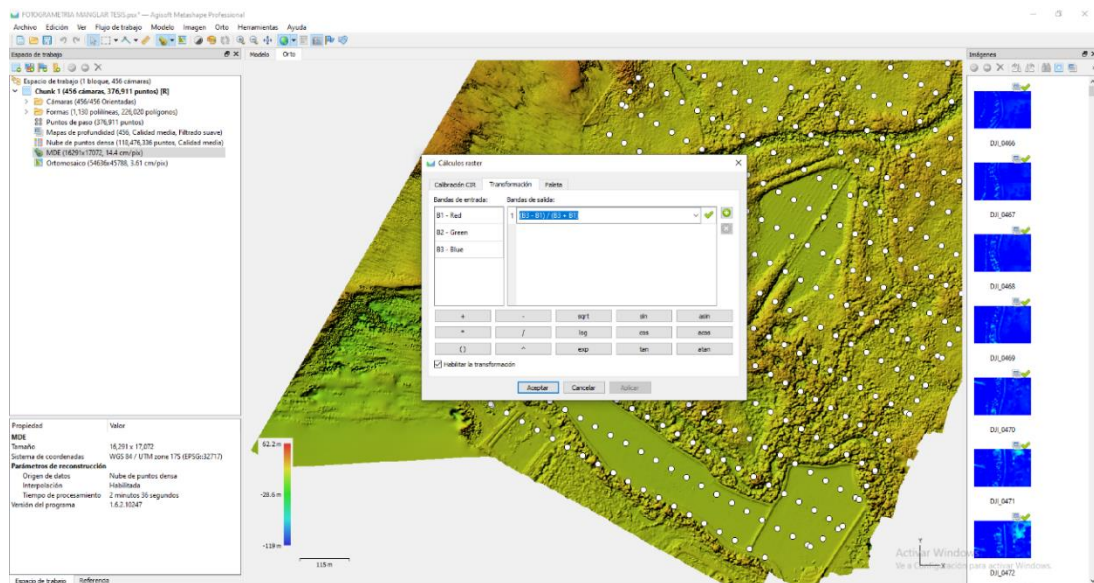 FOTOGRAMETRIA MANGLAR TESIS.psx* — Agisoft Metashape Professional
Archivo Edición Ver Flujo de trabajo Modelo Imagen Orto Herramientas Ayuda
Espacio de trabajo
Modelo Orto
Imágenes
Espacio de trabajo (1 bloque, 456 cámaras)
Chunk 1 (456 cámaras, 376,911 puntos) [R]
Cámaras (456/456 Orientadas)
Formas (1,130 polilíneas, 226,020 polígonos)
Puntos de paso (376,911 puntos)
Mapas de profundidad (456, Calidad media, Filtrado suave)
Nube de puntos densa (118,476,336 puntos, Calidad media)
MDE (16291x17072, 14.4 cm/pix)
Ortomosaico (54636x45788, 3.61 cm/pix)
Cálculos raster
Calibración CIR Transformación Paleta
Bandas de entrada: Bandas de salida:
B1 - Red
B2 - Green
B3 - Blue
1 (B3 - B1) / (B3 + B1)
+ - sqrt sin asin
* / log cos acos
( ) ^ exp tan atan
Habilitar la transformación
Aceptar Cancelar Aplicar
DJI_0466
DJI_0467
DJI_0468
DJI_0469
DJI_0470
DJI_0471
DJI_0472
Propiedad Valor
MDE
Tamaño 16,291 x 17,072
Sistema de coordenadas WGS 84 / UTM zone 17S (EPSG:32717)
Parámetros de reconstrucción
Origen de datos Nube de puntos densa
Interpolación Habilitada
Tiempo de procesamiento 2 minutos 36 segundos
Versión del programa 1.6.2.10247
62.2 m
-28.6 m
-119 m
115 m
Y
X
Activar Windows
Ve a Configuración para activar Windows.
Espacio de trabajo Referencia